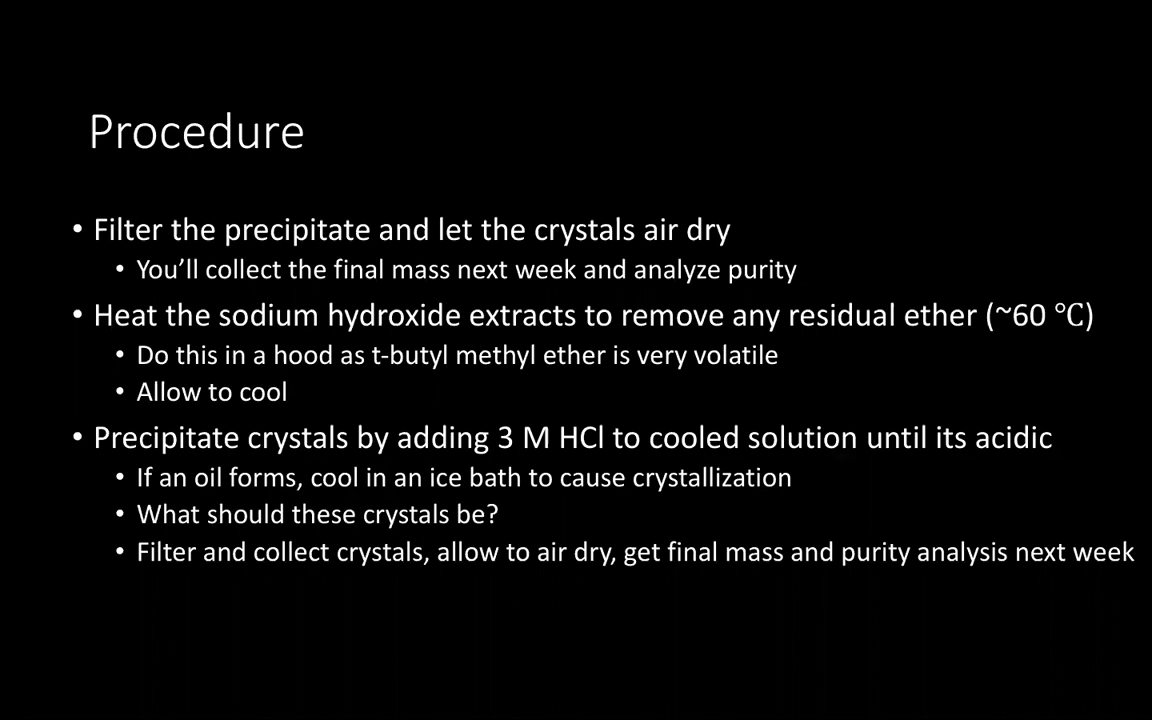 Procedure
• Filter the precipitate and let the crystals air dry
• You’ll collect the final mass next week and analyze purity
• Heat the sodium hydroxide extracts to remove any residual ether (~60 ℃)
• Do this in a hood as t-butyl methyl ether is very volatile
• Allow to cool
• Precipitate crystals by adding 3 M HCl to cooled solution until its acidic
• If an oil forms, cool in an ice bath to cause crystallization
• What should these crystals be?
• Filter and collect crystals, allow to air dry, get final mass and purity analysis next week